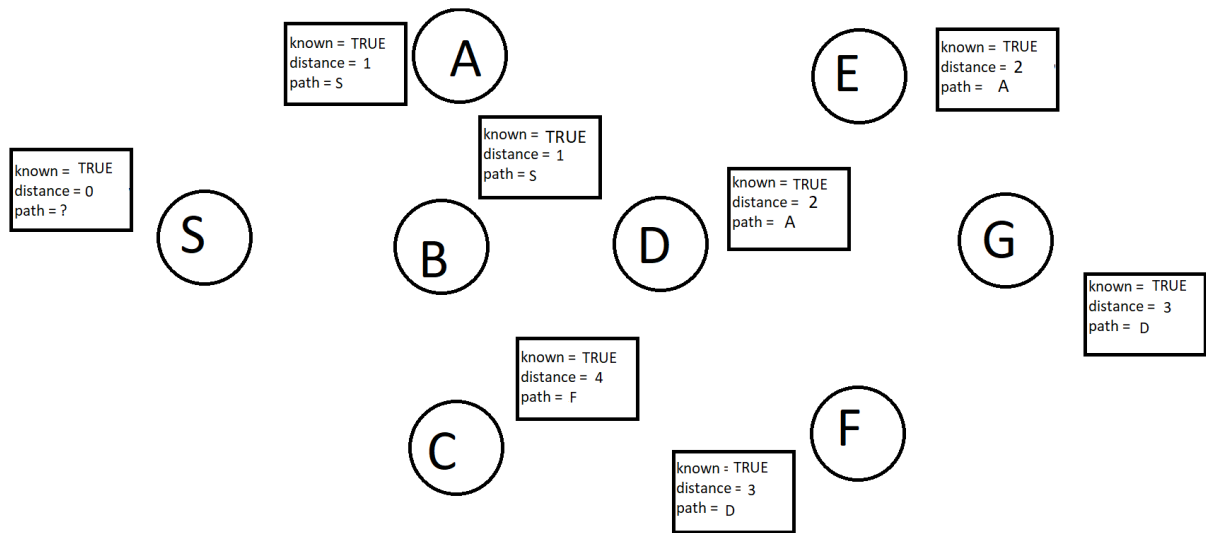 known = TRUE
distance = 1
path = S
A
E
known = TRUE
distance = 2
path = A
known = TRUE
distance = 1
path = S
known = TRUE
distance = 0
path = ?
S
B
D
known = TRUE
distance = 2
path = A
G
known = TRUE
distance = 3
path = D
known = TRUE
distance = 4
path = F
C
F
known = TRUE
distance = 3
path = D